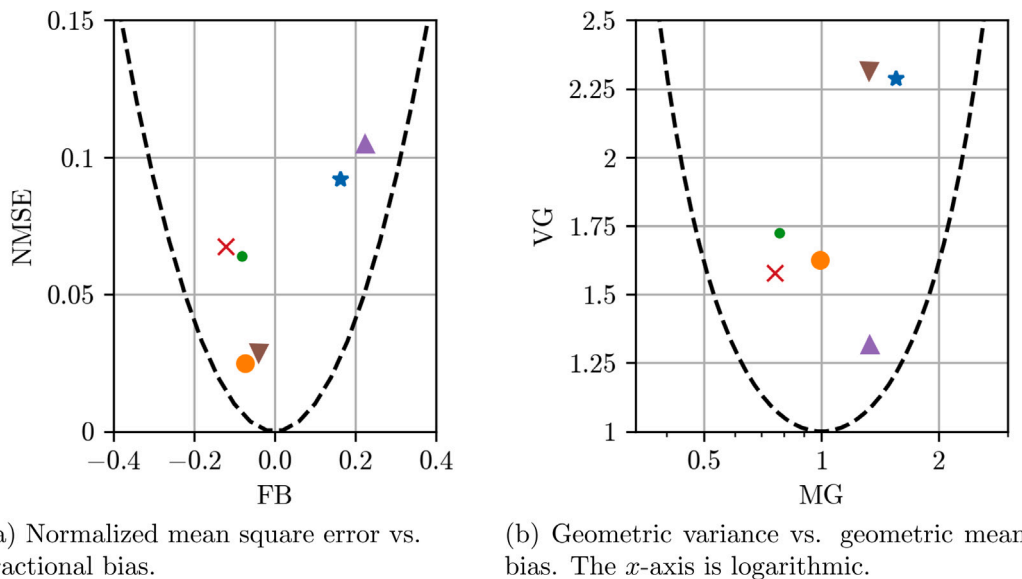 0.15
0.1
0.05
0
NMSE
−0.4 −0.2 0.0 0.2 0.4
FB
2.5
2.25
2
1.75
1.5
1.25
1
VG
0.5 1 2
MG
) Normalized mean square error vs.
ractional bias.
(b) Geometric variance vs. geometric mean
bias. The x-axis is logarithmic.